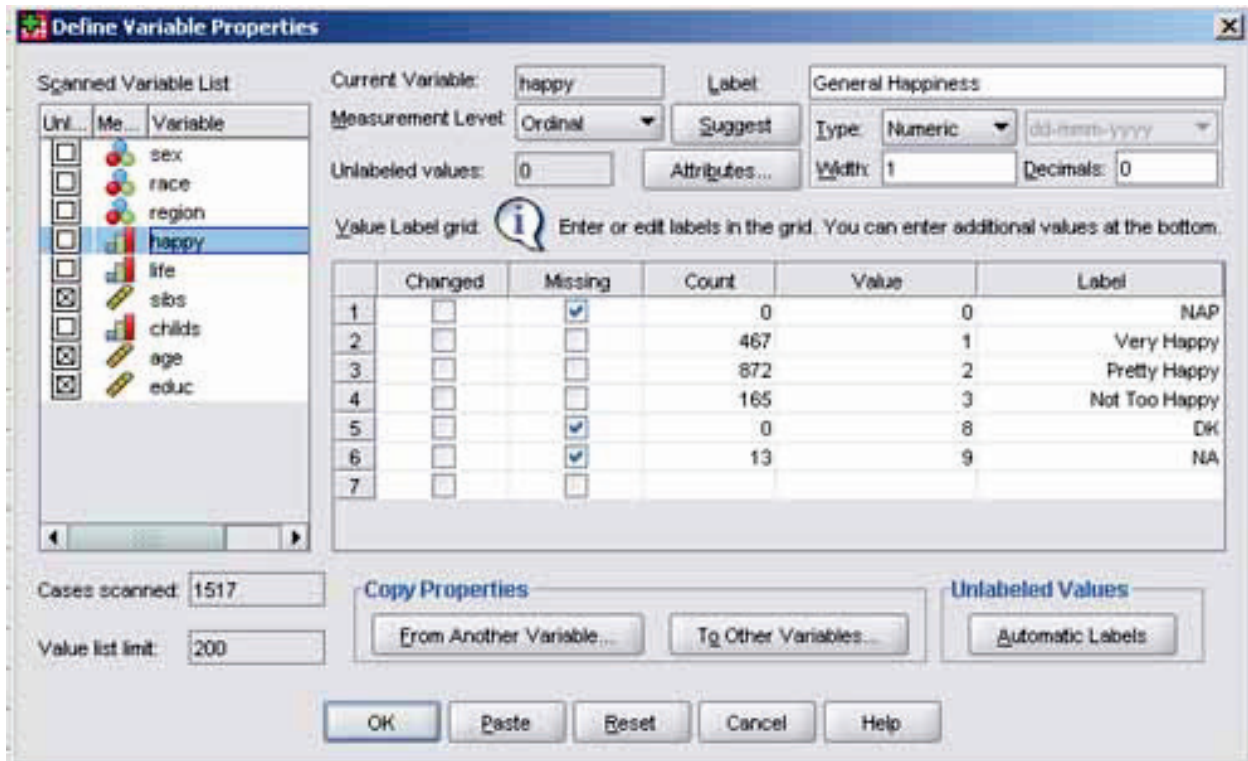 Define Variable Properties
Scanned Variable List
Unl... Me... Variable
sex
race
region
happy
life
sibs
childs
age
educ
Cases scanned: 1517
Value list limit: 200
Current Variable: happy Label: General Happiness
Measurement Level: Ordinal Suggest Type: Numeric dd-mmm-yyyy
Unlabeled values: 0 Attributes... Width: 1 Decimals: 0
Value Label grid: i Enter or edit labels in the grid. You can enter additional values at the bottom.
Changed Missing Count Value Label
1 0 0 NAP
2 467 1 Very Happy
3 872 2 Pretty Happy
4 165 3 Not Too Happy
5 0 8 DK
6 13 9 NA
7
Copy Properties Unlabeled Values
From Another Variable... To Other Variables... Automatic Labels
OK Paste Reset Cancel Help